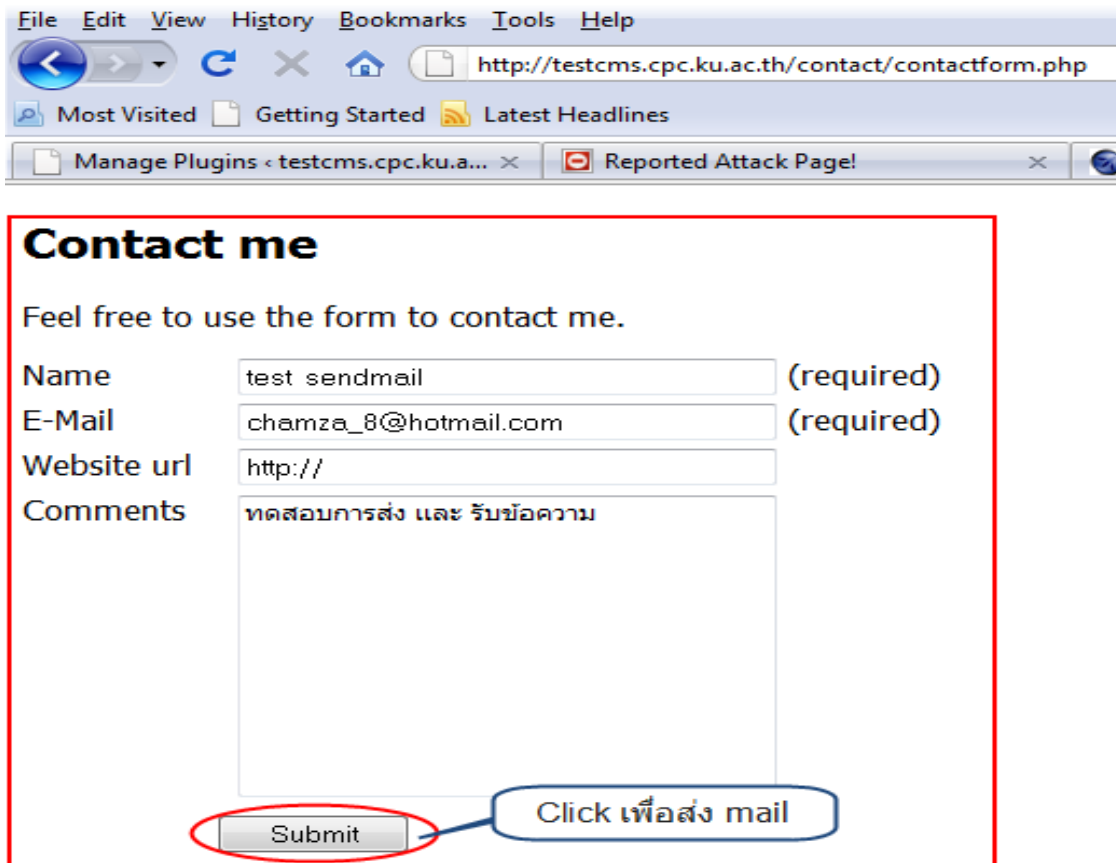 File Edit View History Bookmarks Tools Help
http://testcms.cpc.ku.ac.th/contact/contactform.php
Most Visited Getting Started Latest Headlines
Manage Plugins ‹ testcms.cpc.ku.a... Reported Attack Page!
Contact me
Feel free to use the form to contact me.
Name test sendmail (required)
E-Mail chamza_8@hotmail.com (required)
Website url http://
Comments ทดสอบการส่ง และ รับข้อความ
Click เพื่อส่ง mail
Submit